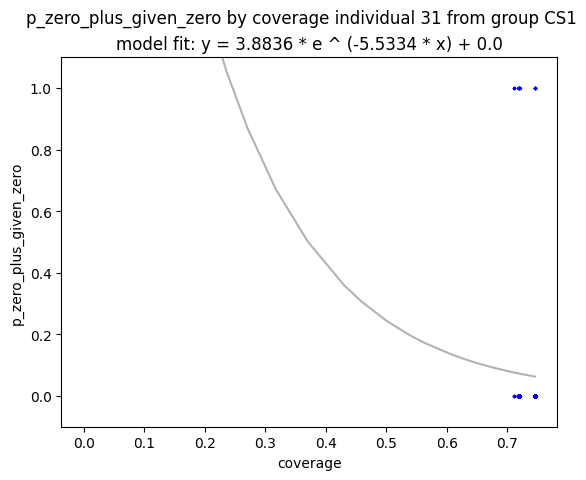 p_zero_plus_given_zero by coverage individual 31 from group CS1
model fit: y = 3.8836 * e ^ (-5.5334 * x) + 0.0
1.0
0.8
0.6
0.4
0.2
0.0
p_zero_plus_given_zero
0.0 0.1 0.2 0.3 0.4 0.5 0.6 0.7
coverage